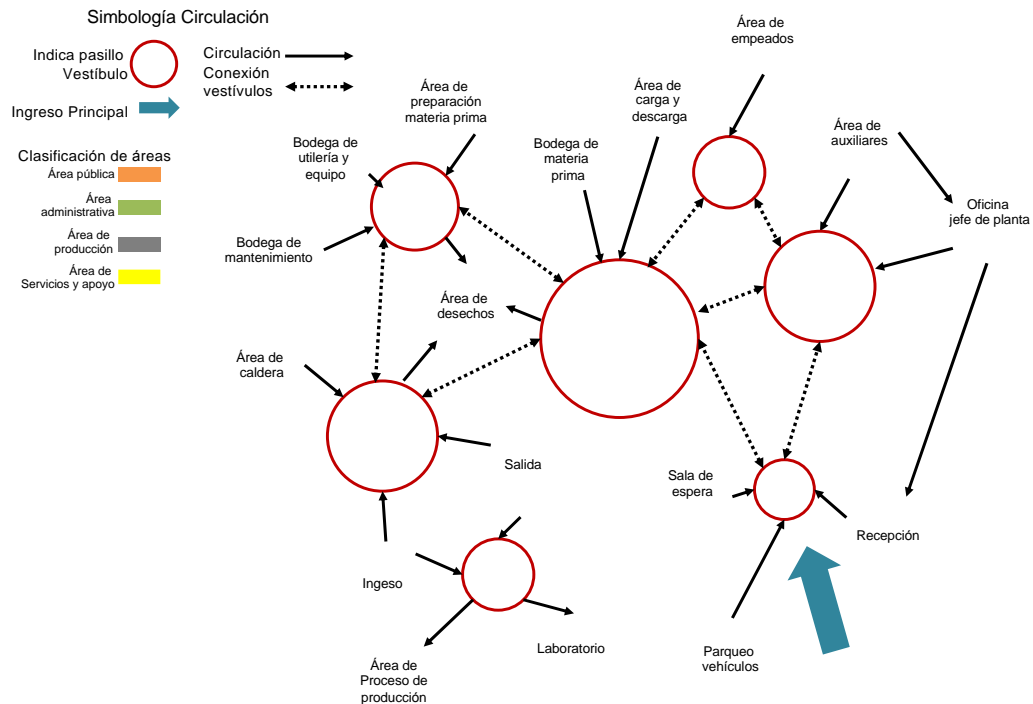 Simbología Circulación
Indica pasillo
Vestíbulo
Circulación
Conexión
vestívulos
Ingreso Principal
Clasificación de áreas
Área pública
Área
administrativa
Área de
producción
Área de
Servicios y apoyo
Área de
empeados
Área de
preparación
materia prima
Área de
carga y
descarga
Bodega de
utilería y
equipo
Bodega de
materia
prima
Área de
auxiliares
Oficina
jefe de planta
Bodega de
mantenimiento
Área de
desechos
Área de
caldera
Salida
Sala de
espera
Recepción
Ingeso
Laboratorio
Parqueo
vehículos
Área de
Proceso de
producción